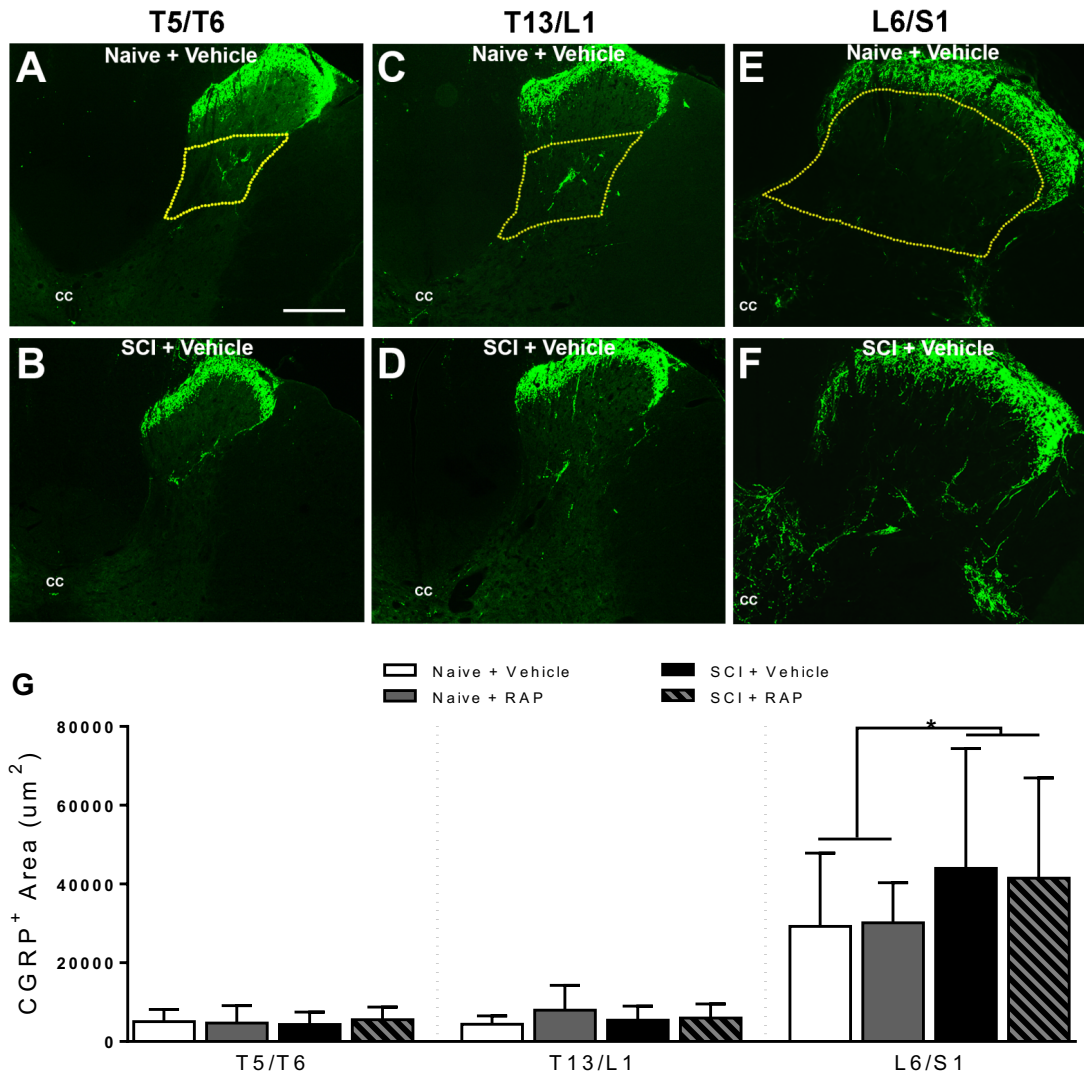 T5/T6 T13/L1 L6/S1
A Naive + Vehicle C Naive + Vehicle E Naive + Vehicle
cc cc cc
B SCI + Vehicle D SCI + Vehicle F SCI + Vehicle
cc cc cc
G
Naive + Vehicle SCI + Vehicle
Naive + RAP SCI + RAP
CGRP+ Area (um2)
80000
*
60000
40000
20000
0
T5/T6 T13/L1 L6/S1